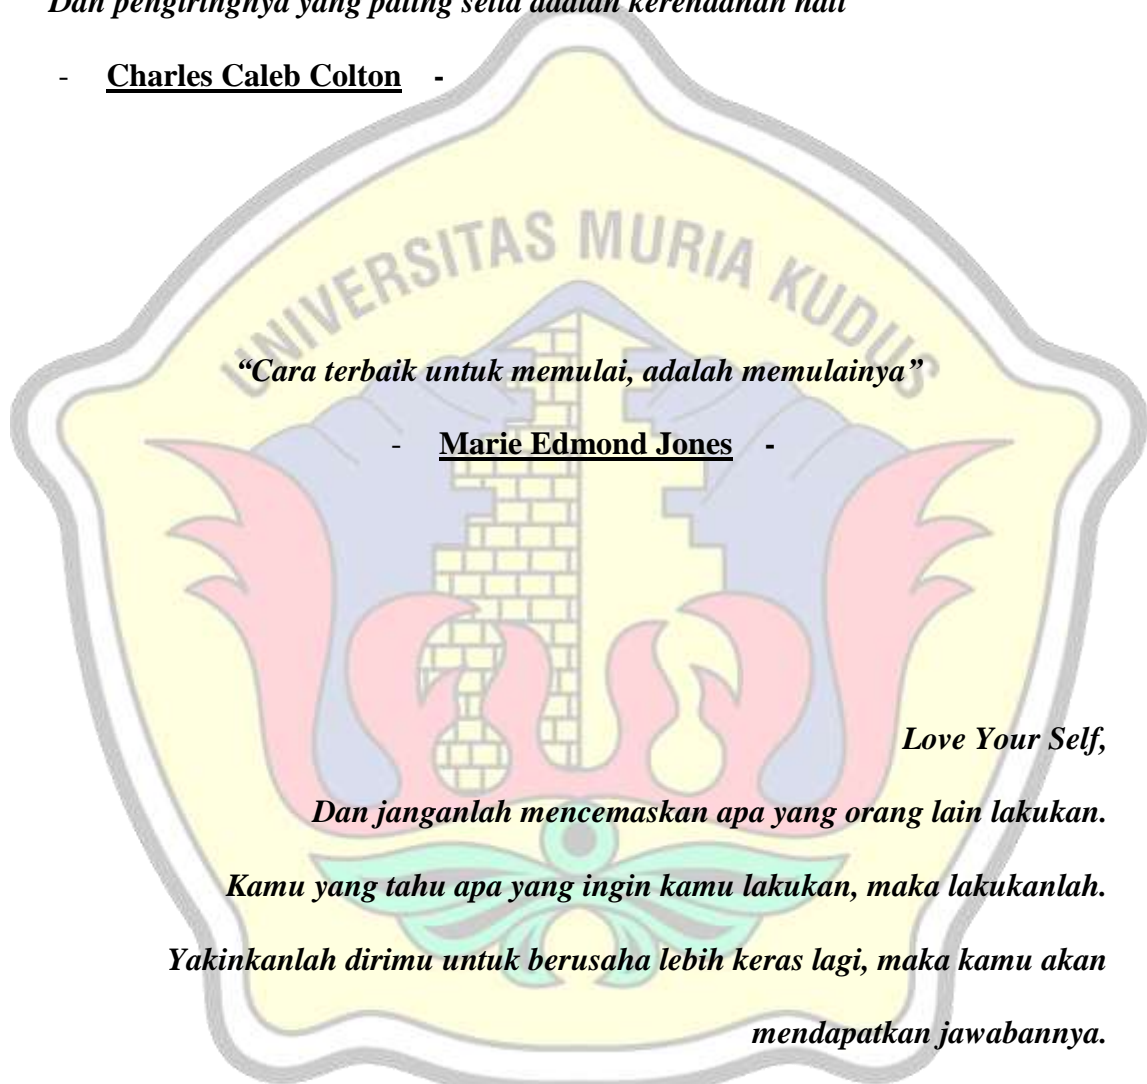 Dan pengiringnya yang paling setia adalah kerendahan hati
- Charles Caleb Colton -
UNIVERSITAS MURIA KUDUS
“Cara terbaik untuk memulai, adalah memulainya”
- Marie Edmond Jones -
Love Your Self,
Dan janganlah mencemaskan apa yang orang lain lakukan.
Kamu yang tahu apa yang ingin kamu lakukan, maka lakukanlah.
Yakinkanlah dirimu untuk berusaha lebih keras lagi, maka kamu akan
mendapatkan jawabannya.